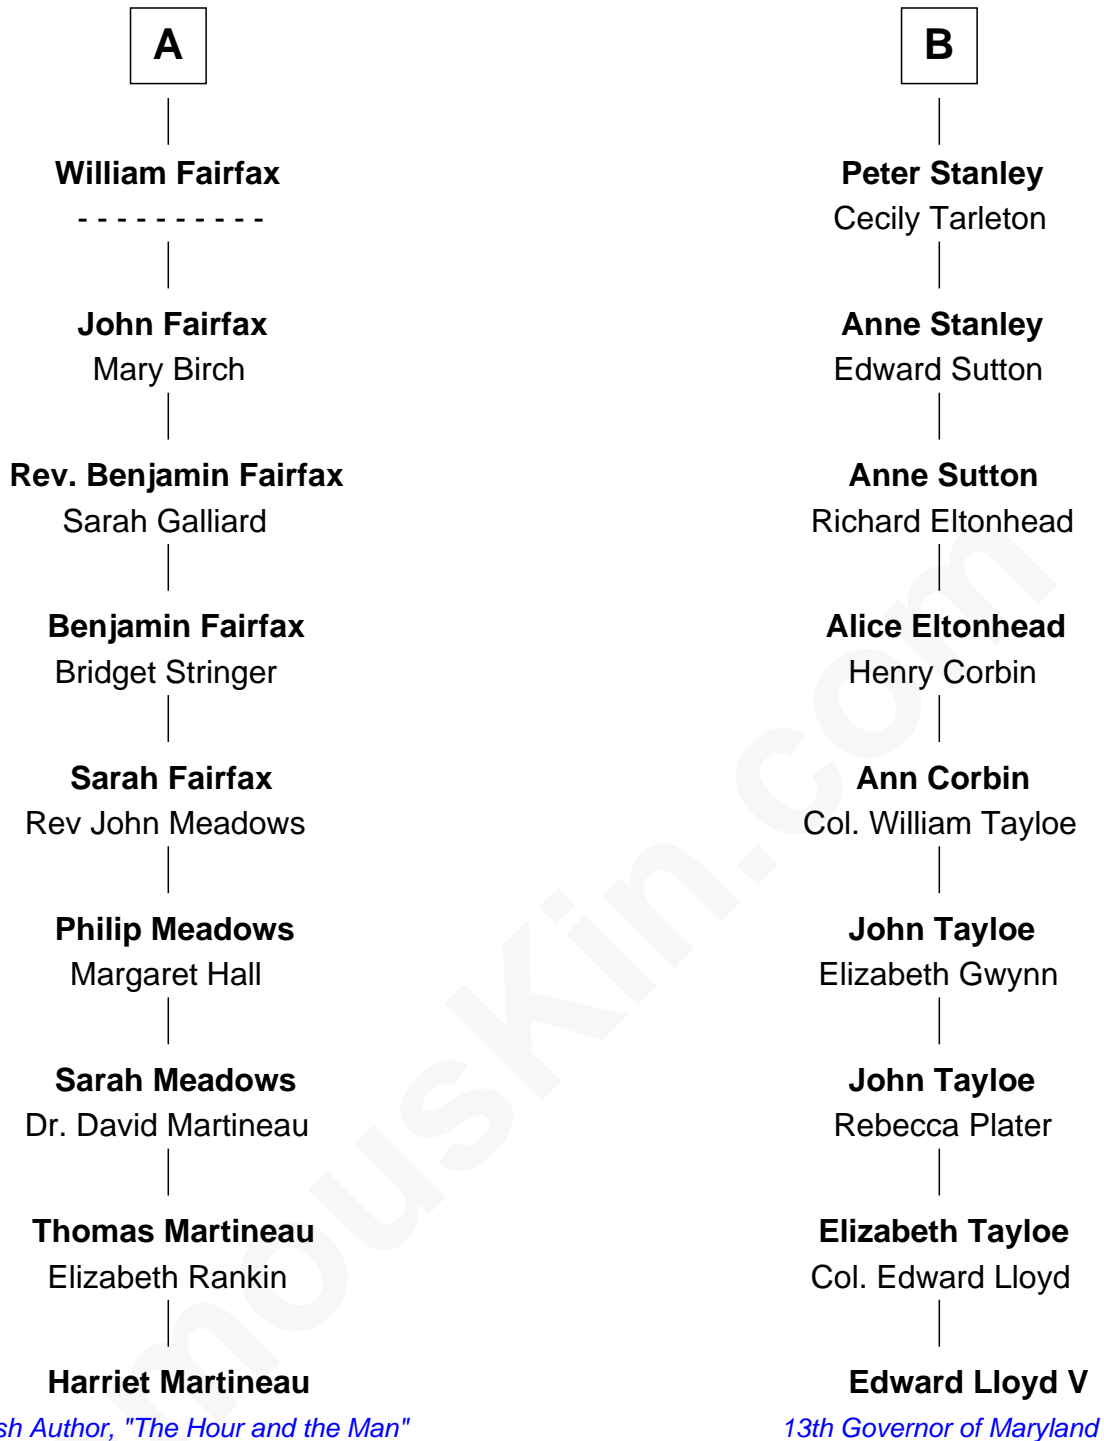 A
William Fairfax
- - - - - - - - - -
John Fairfax
Mary Birch
Rev. Benjamin Fairfax
Sarah Galliard
Benjamin Fairfax
Bridget Stringer
Sarah Fairfax
Rev John Meadows
Philip Meadows
Margaret Hall
Sarah Meadows
Dr. David Martineau
Thomas Martineau
Elizabeth Rankin
Harriet Martineau
sh Author, "The Hour and the Man"
B
Peter Stanley
Cecily Tarleton
Anne Stanley
Edward Sutton
Anne Sutton
Richard Eltonhead
Alice Eltonhead
Henry Corbin
Ann Corbin
Col. William Tayloe
John Tayloe
Elizabeth Gwynn
John Tayloe
Rebecca Plater
Elizabeth Tayloe
Col. Edward Lloyd
Edward Lloyd V
13th Governor of Maryland
mouskin.com